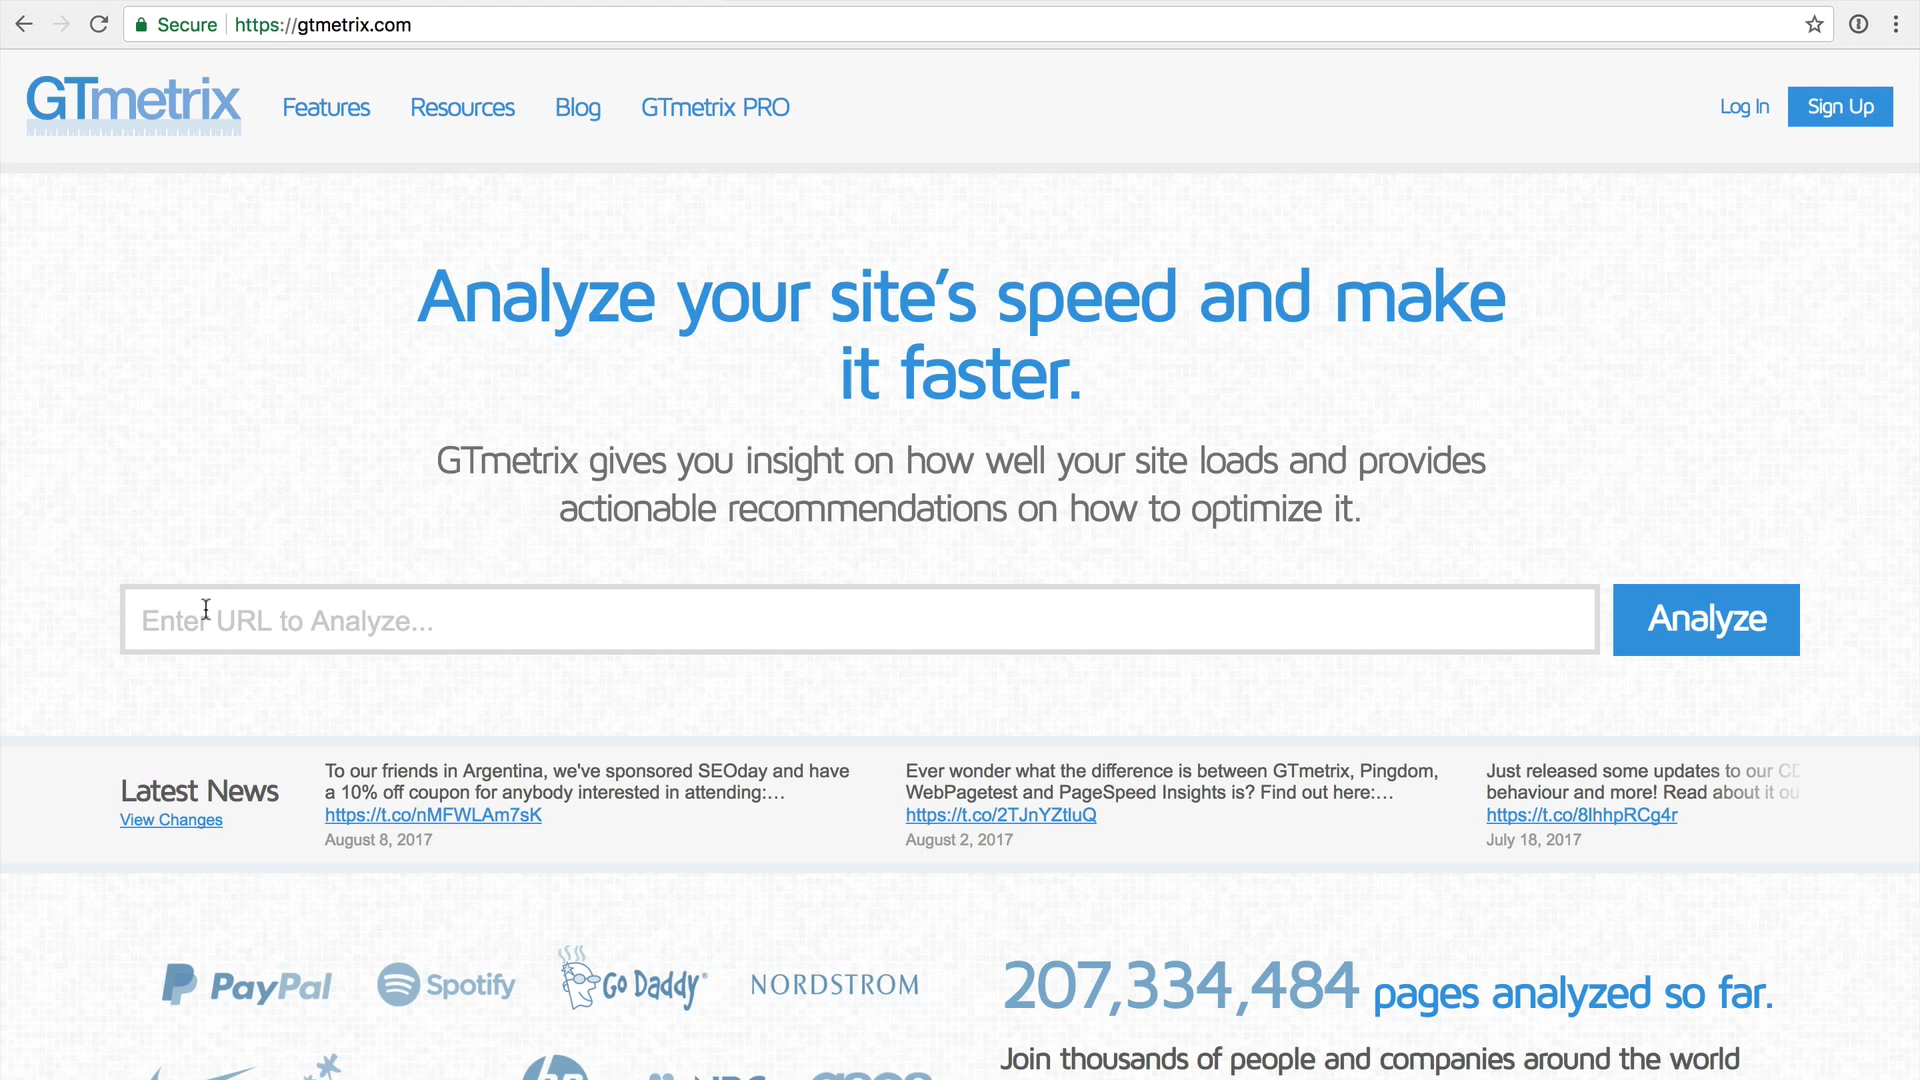 Secure https://gtmetrix.com
GTmetrix Features Resources Blog GTmetrix PRO Log In Sign Up
Analyze your site's speed and make
it faster.
GTmetrix gives you insight on how well your site loads and provides
actionable recommendations on how to optimize it.
Enter URL to Analyze...
Analyze
Latest News
View Changes
To our friends in Argentina, we've sponsored SEOday and have
a 10% off coupon for anybody interested in attending:...
https://t.co/nMFWLAm7sK
August 8, 2017
Ever wonder what the difference is between GTmetrix, Pingdom,
WebPagetest and PageSpeed Insights is? Find out here:...
https://t.co/2TJnYZtluQ
August 2, 2017
Just released some updates to our
behaviour and more! Read about it
https://t.co/8lhhpRCg4r
July 18, 2017
PayPal Spotify Go Daddy NORDSTROM
207,334,484 pages analyzed so far.
Join thousands of people and companies around the world